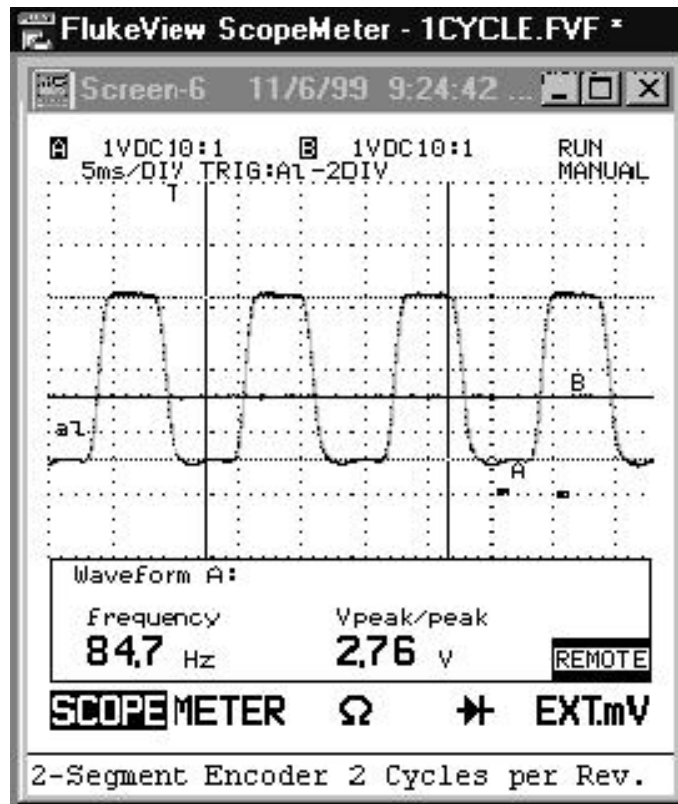 FlukeView ScopeMeter - 1CYCLE.FVF *
Screen-6 11/6/99 9:24:42 ...
A 1VDC10:1 B 1VDC10:1 RUN
5ms/DIV TRIG:A1-2DIV MANUAL
T
B
a1
A
Waveform A:
frequency Vpeak/peak
84,7 Hz 2,76 V REMOTE
SCOPE METER Ω EXT.mV
2-Segment Encoder 2 Cycles per Rev.